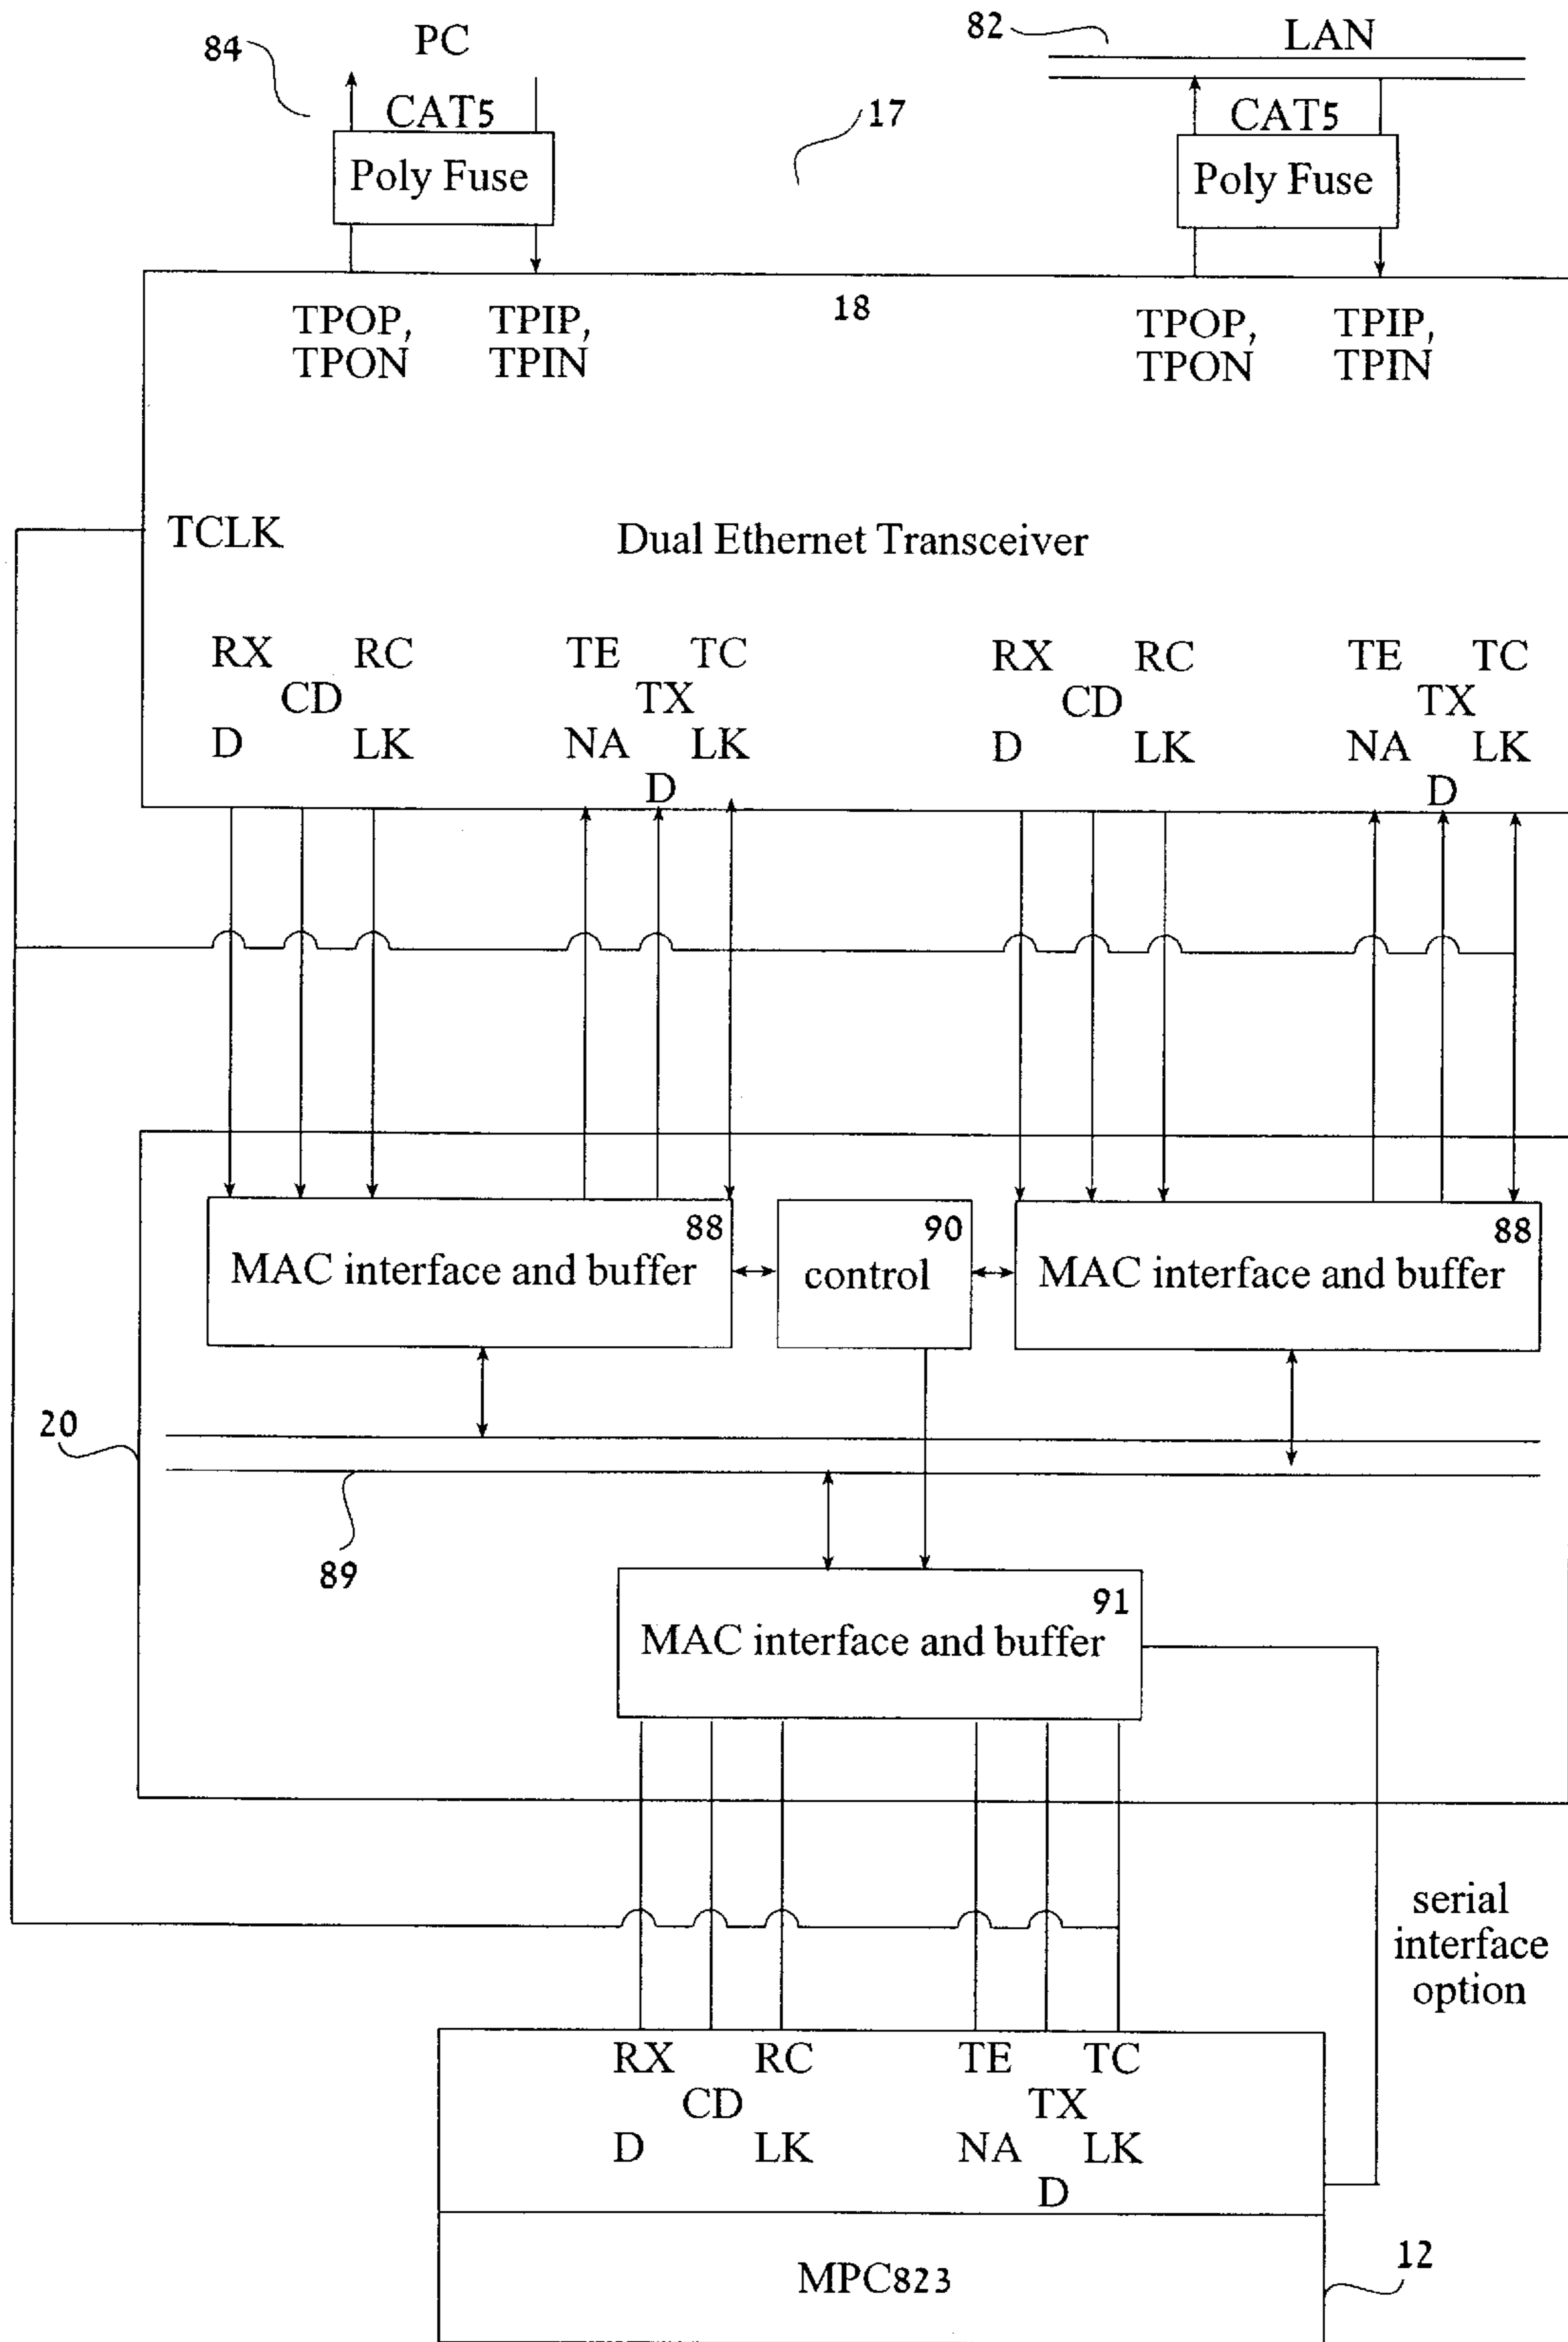 84
PC
82
LAN
CAT5
17
CAT5
Poly Fuse
Poly Fuse
TPOP,
TPON
TPIP,
TPIN
18
TPOP,
TPON
TPIP,
TPIN
TCLK
Dual Ethernet Transceiver
RX RC TE TC RX RC TE TC
CD TX CD TX
D LK NA LK D LK NA LK
D D
88
90
88
MAC interface and buffer
control
MAC interface and buffer
20
89
91
MAC interface and buffer
serial
interface
option
RX RC TE TC
CD TX
D LK NA LK
D
MPC823
12